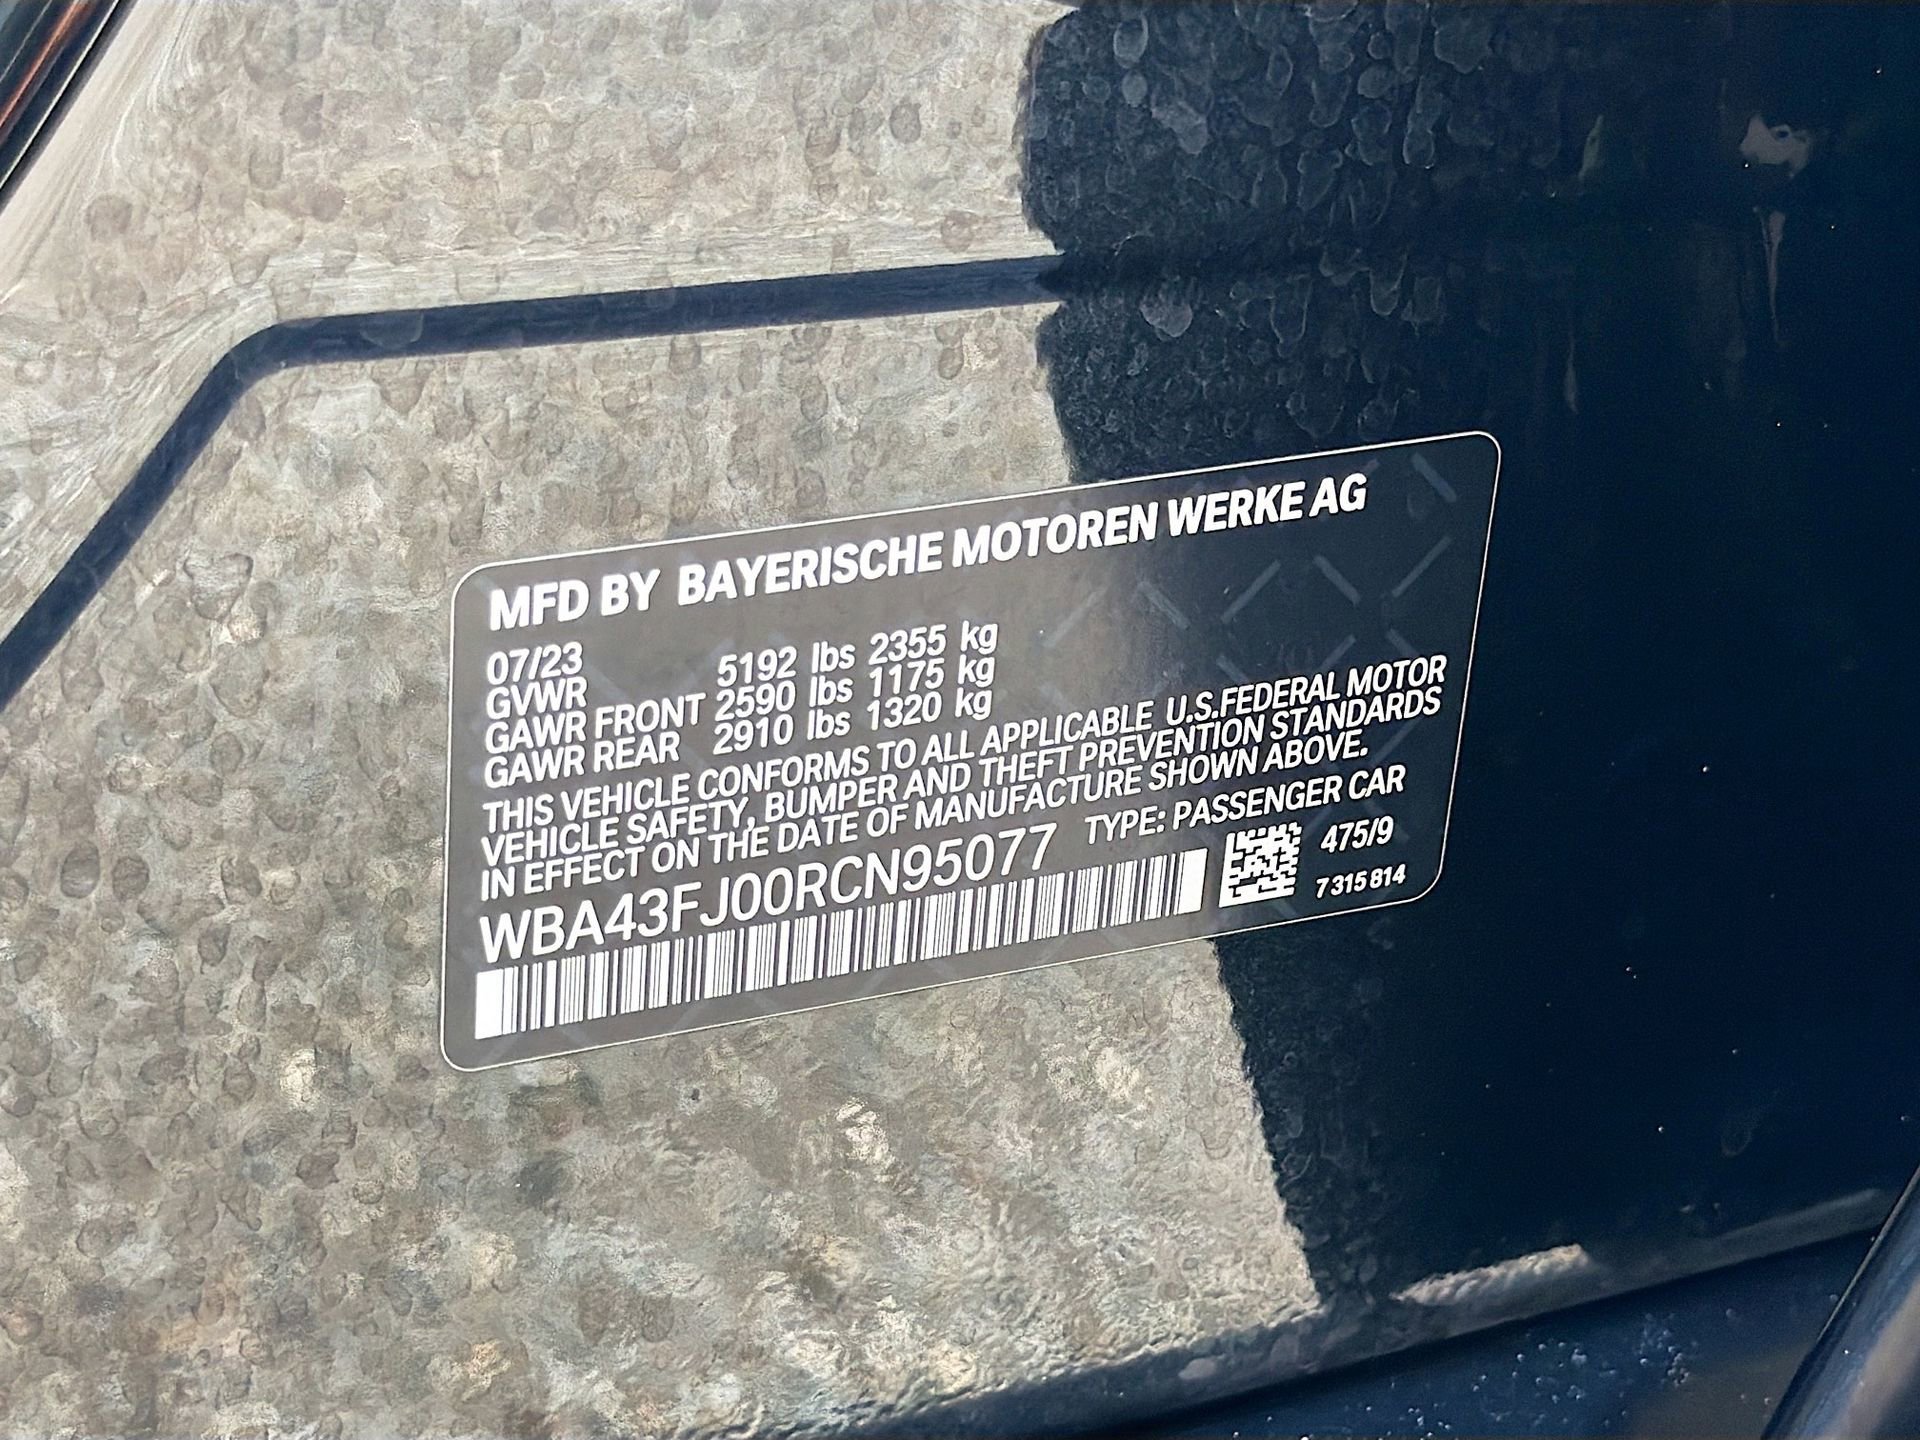 MFD BY BAYERISCHE MOTOREN WERKE AG
07/23
GVWR 5192 lbs 2355 kg
GAWR FRONT 2590 lbs 1175 kg
GAWR REAR 2910 lbs 1320 kg
THIS VEHICLE CONFORMS TO ALL APPLICABLE U.S.FEDERAL MOTOR
VEHICLE SAFETY, BUMPER AND THEFT PREVENTION STANDARDS
IN EFFECT ON THE DATE OF MANUFACTURE SHOWN ABOVE.
WBA43FJ00RCN95077 TYPE: PASSENGER CAR
475/9
7 315 814